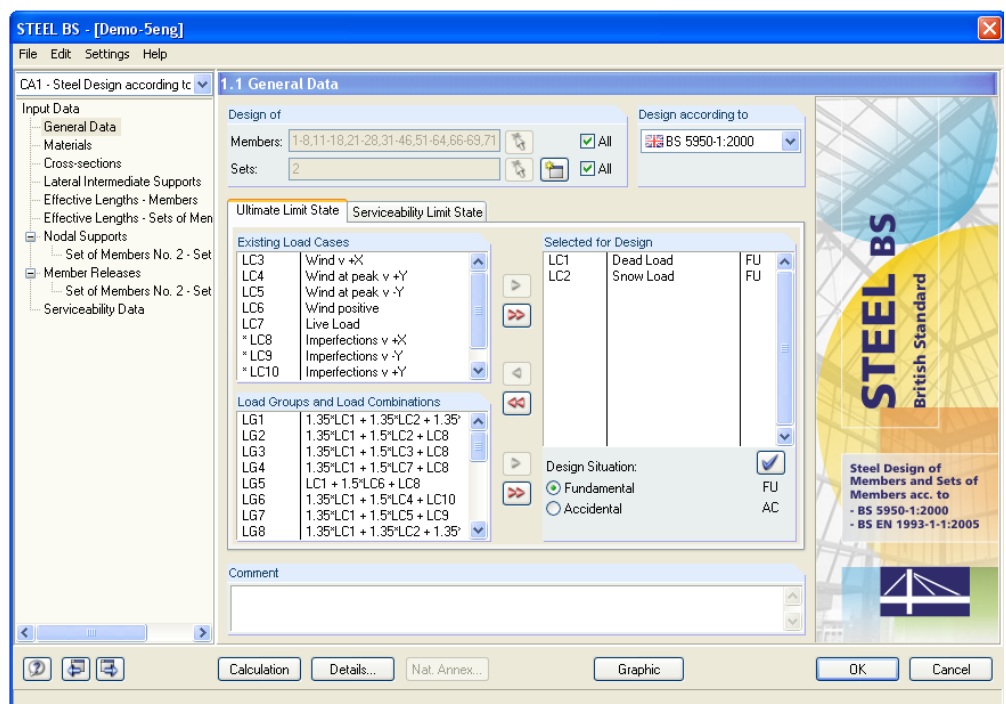 STEEL BS - [Demo-5eng]
File Edit Settings Help
CA1 - Steel Design according tc
Input Data
General Data
Materials
Cross-sections
Lateral Intermediate Supports
Effective Lengths - Members
Effective Lengths - Sets of Men
Nodal Supports
Set of Members No. 2 - Set
Member Releases
Set of Members No. 2 - Set
Serviceability Data
1.1 General Data
Design of
Members: 1-8,11-18,21-28,31-46,51-64,66-69,71 All
Sets: 2 All
Design according to
BS 5950-1:2000
Ultimate Limit State Serviceability Limit State
Existing Load Cases
LC3 Wind v +X
LC4 Wind at peak v +Y
LC5 Wind at peak v -Y
LC6 Wind positive
LC7 Live Load
* LC8 Imperfections v +X
* LC9 Imperfections v -Y
* LC10 Imperfections v +Y
Load Groups and Load Combinations
LG1 1.35*LC1 + 1.35*LC2 + 1.35*
LG2 1.35*LC1 + 1.5*LC2 + LC8
LG3 1.35*LC1 + 1.5*LC3 + LC8
LG4 1.35*LC1 + 1.5*LC7 + LC8
LG5 LC1 + 1.5*LC6 + LC8
LG6 1.35*LC1 + 1.5*LC4 + LC10
LG7 1.35*LC1 + 1.5*LC5 + LC9
LG8 1.35*LC1 + 1.35*LC2 + 1.35*
> >>
< <<
> >>
Selected for Design
LC1 Dead Load FU
LC2 Snow Load FU
Design Situation:
Fundamental FU
Accidental AC
Comment
STEEL BS
British Standard
Steel Design of
Members and Sets of
Members acc. to
- BS 5950-1:2000
- BS EN 1993-1-1:2005
Calculation Details... Nat. Annex... Graphic OK Cancel